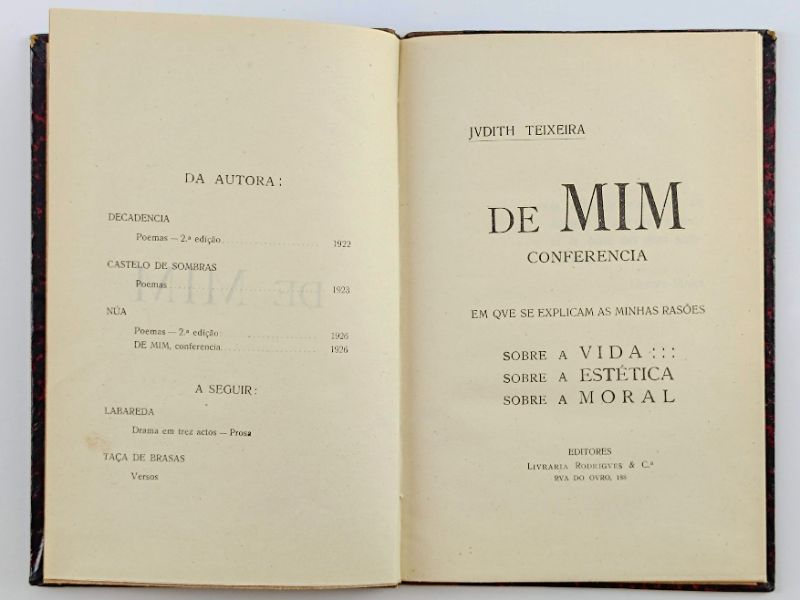 DA AUTORA:
DECADENCIA
Poemas — 2.ª edição 1922
CASTELO DE SOMBRAS
Poemas 1923
NÚA
Poemas — 2.ª edição 1926
DE MIM, conferencia 1926
A SEGUIR:
LABAREDA
Drama em trez actos — Prosa
TAÇA DE BRASAS
Versos
JVDITH TEIXEIRA
DE MIM
CONFERENCIA
EM QVE SE EXPLICAM AS MINHAS RASÕES
SOBRE A VIDA :::
SOBRE A ESTÉTICA
SOBRE A MORAL
EDITORES
LIVRARIA RODRIGVES & C.ª
RVA DO OVRO, 188